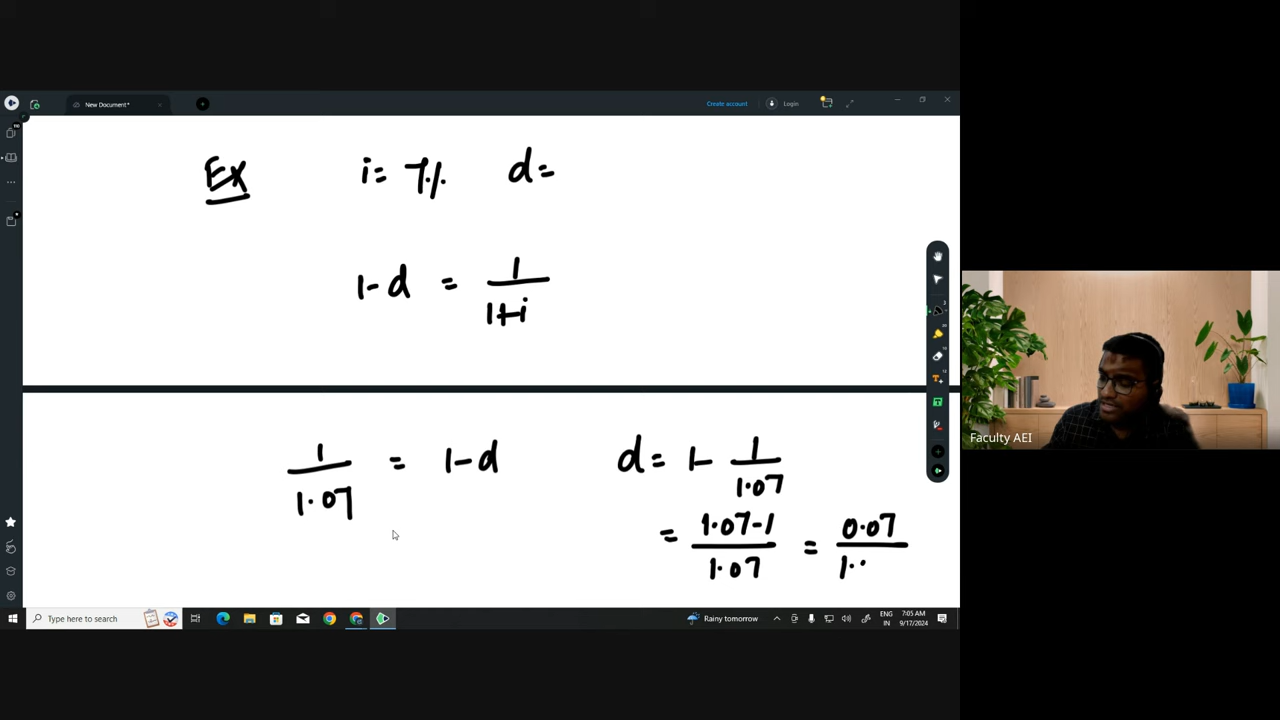 New Document*
Create account
Login
Ex i = 7% d =
1 - d = 1/1+i
1/1.07 = 1 - d
d = 1 - 1/1.07
= 1.07-1/1.07 = 0.07/1..
Faculty AEI
Type here to search
Rainy tomorrow
ENG
IN
7:05 AM
9/17/2024